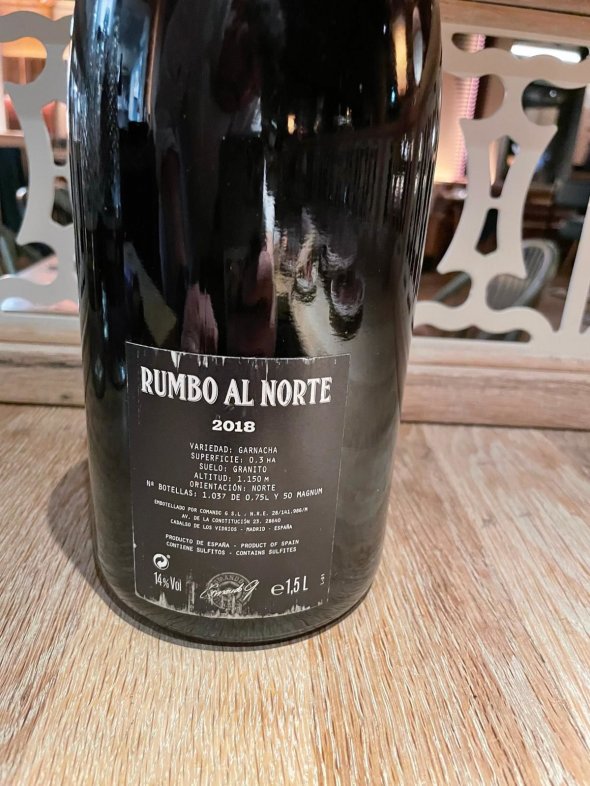 RUMBO AL NORTE
2018
VARIEDAD: GARNACHA
SUPERFICIE: 0.3 HA
SUELO: GRANITO
ALTITUD: 1.150 M
ORIENTACIÓN: NORTE
Nº BOTELLAS: 1.037 DE 0,75L Y 50 MAGNUM
EMBOTELLADO POR COMANDO G S.L. N.R.E. 28/141.986/M
AV. DE LA CONSTITUCIÓN 23. 28640
CADALSO DE LOS VIDRIOS - MADRID - ESPAÑA
PRODUCTO DE ESPAÑA - PRODUCT OF SPAIN
CONTIENE SULFITOS - CONTAINS SULFITES
14%Vol Comando G ℮1,5L